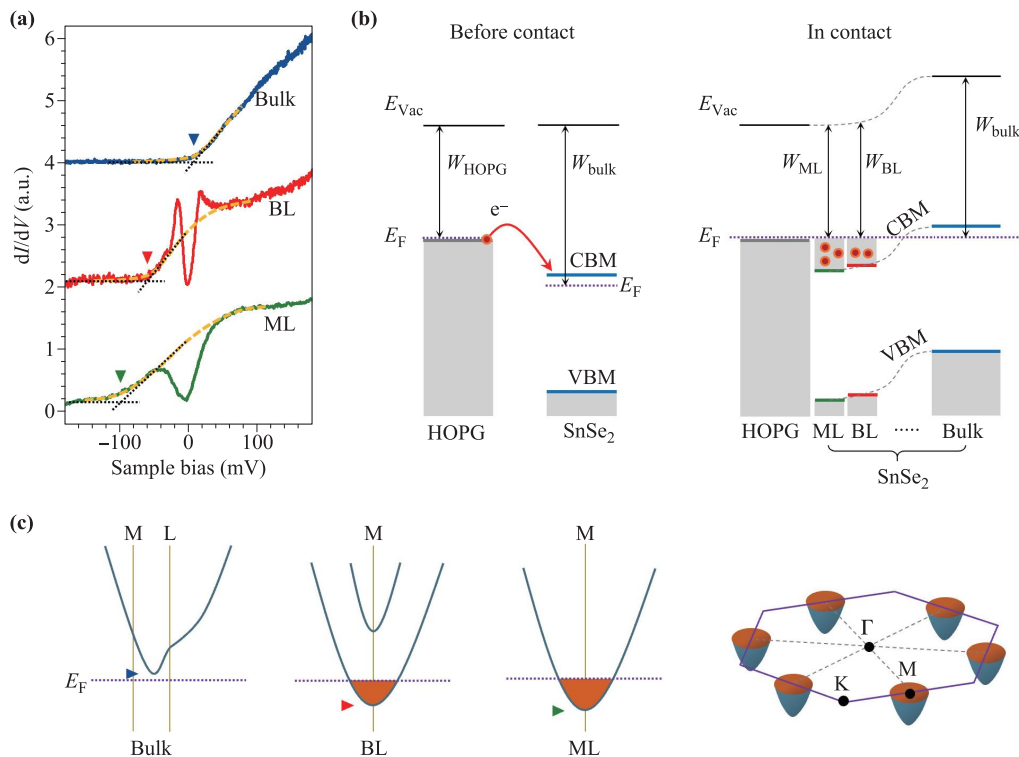 (a)
6
5
4
3
2
1
0
dI/dV (a.u.)
Bulk
BL
ML
−100 0 100
Sample bias (mV)
(b)
Before contact
E_Vac
W_HOPG
W_bulk
e⁻
E_F
CBM
E_F
VBM
HOPG
SnSe₂
In contact
E_Vac
W_ML
W_BL
W_bulk
CBM
E_F
VBM
HOPG ML BL ..... Bulk
SnSe₂
(c)
M L
E_F
Bulk
M
BL
M
ML
Γ
M
K